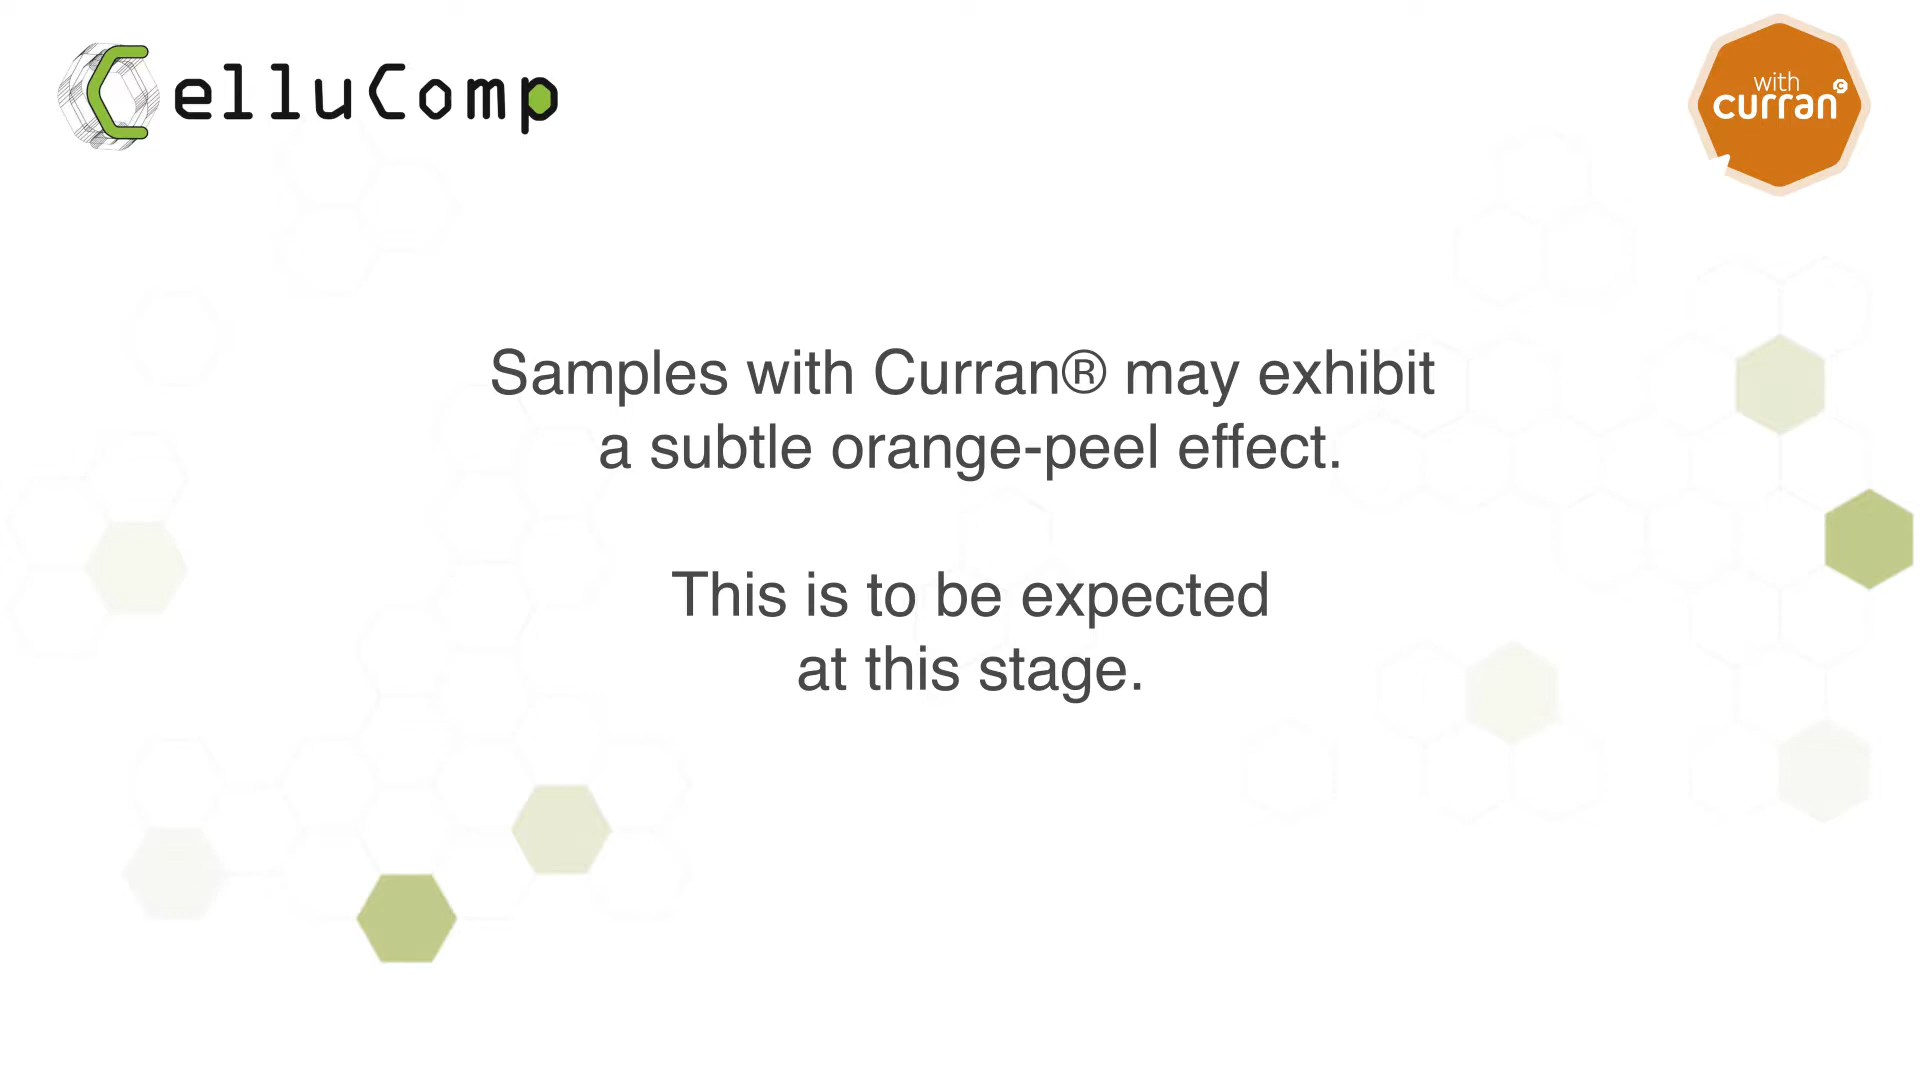 CelluComp
with
curran
Samples with Curran® may exhibit
a subtle orange-peel effect.
This is to be expected
at this stage.